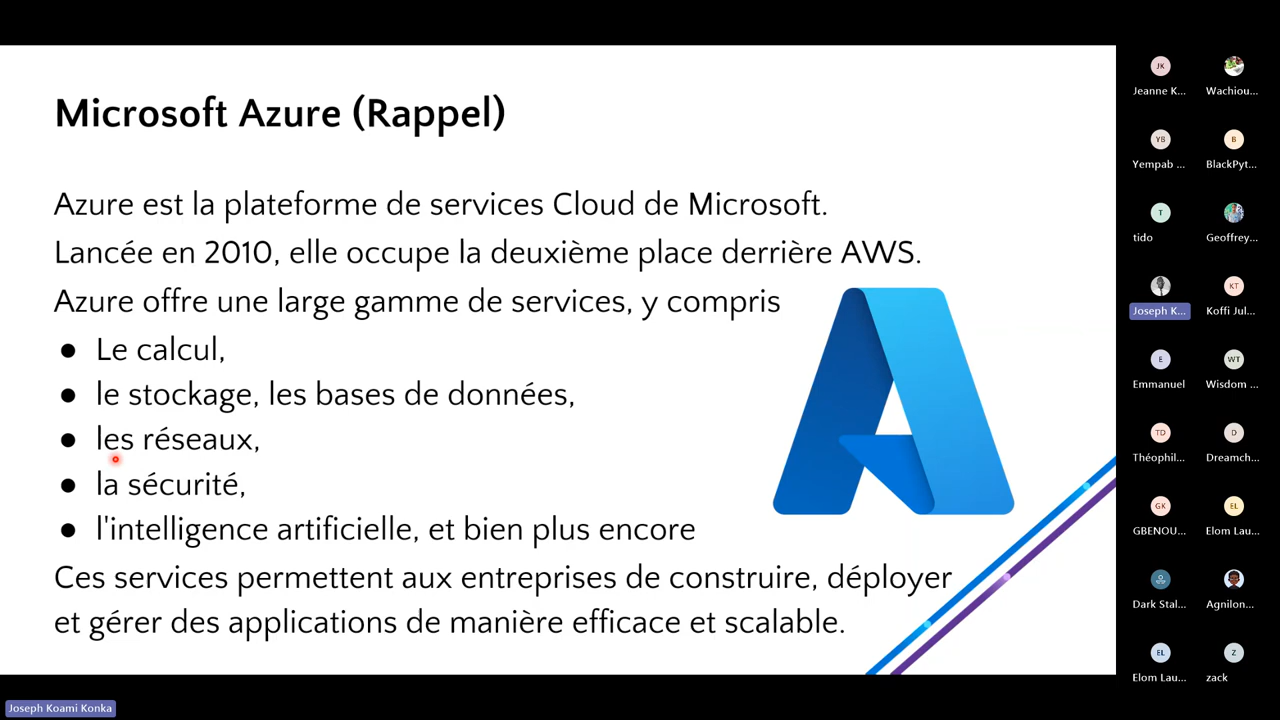 Microsoft Azure (Rappel)
Azure est la plateforme de services Cloud de Microsoft.
Lancée en 2010, elle occupe la deuxième place derrière AWS.
Azure offre une large gamme de services, y compris
● Le calcul,
● le stockage, les bases de données,
● les réseaux,
● la sécurité,
● l'intelligence artificielle, et bien plus encore
Ces services permettent aux entreprises de construire, déployer
et gérer des applications de manière efficace et scalable.
JK
Jeanne K...
Wachiou...
YB
Yempab ...
B
BlackPyt...
T
tido
Geoffrey...
Joseph K...
KT
Koffi Jul...
E
Emmanuel
WT
Wisdom ...
TD
Théophil...
D
Dreamch...
GK
GBENOU...
EL
Elom Lau...
Dark Stal...
Agnilon...
EL
Elom Lau...
Z
zack
Joseph Koami Konka